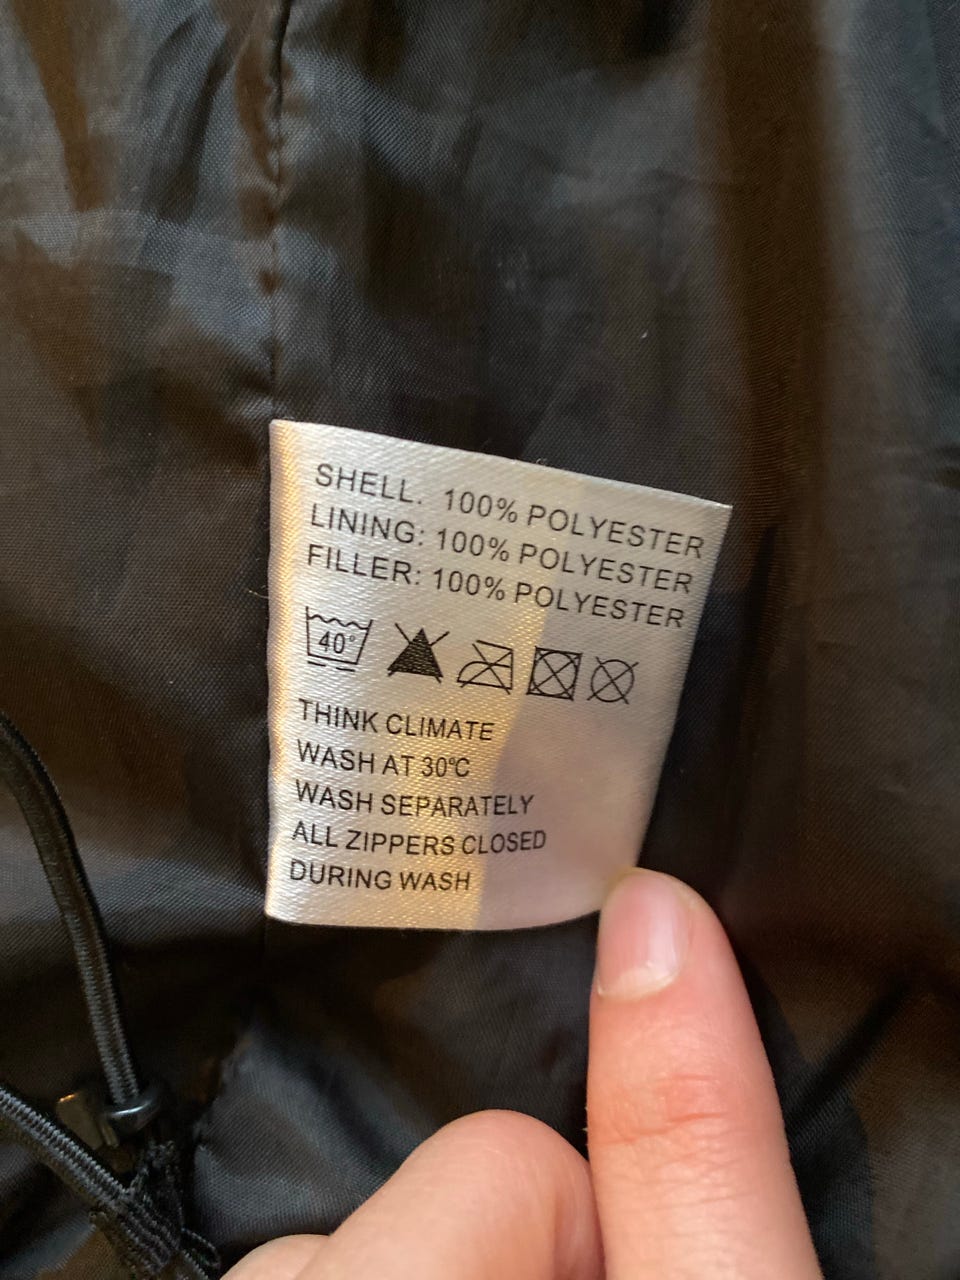 SHELL. 100% POLYESTER
LINING: 100% POLYESTER
FILLER: 100% POLYESTER
40°
THINK CLIMATE
WASH AT 30°C
WASH SEPARATELY
ALL ZIPPERS CLOSED
DURING WASH